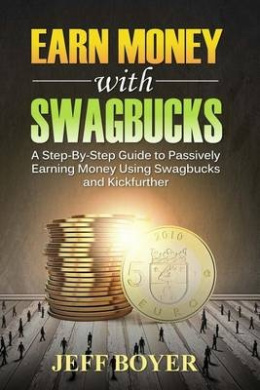 EARN MONEY
with
SWAGBUCKS
A Step-By-Step Guide to Passively
Earning Money Using Swagbucks
and Kickfurther
2010
5
EURO
JEFF BOYER